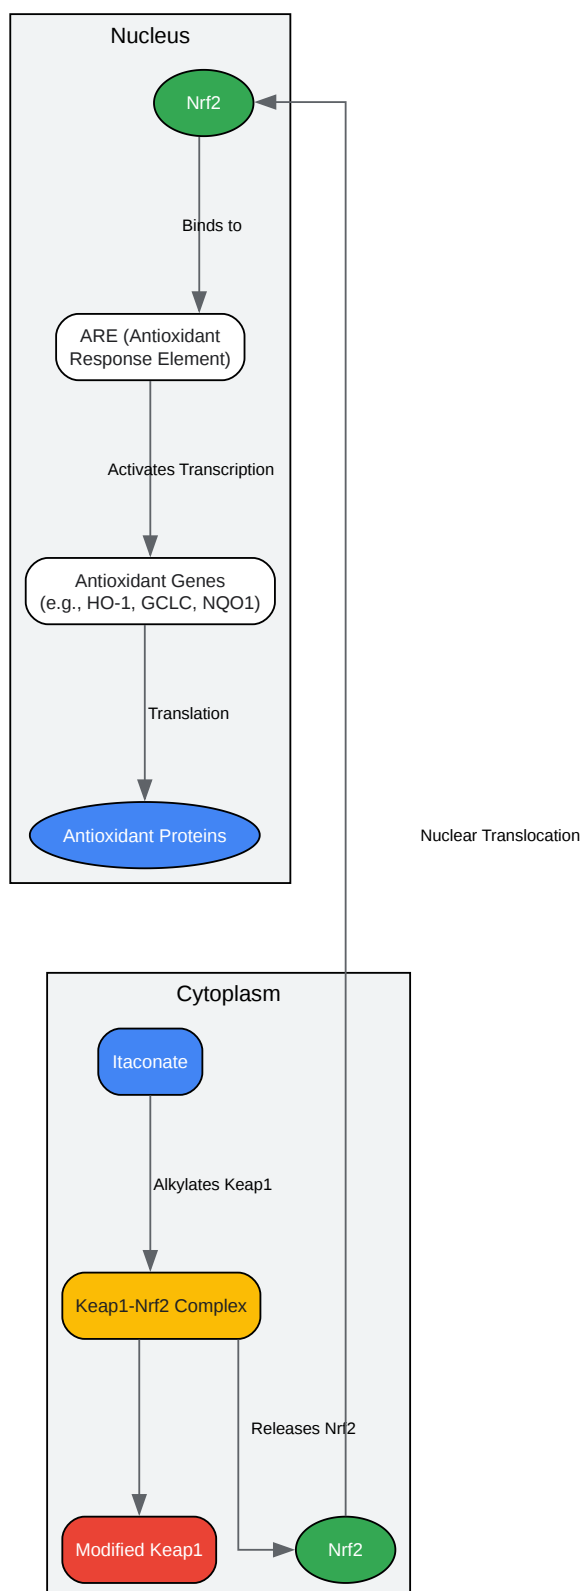 Nucleus
Nrf2
Binds to
ARE (Antioxidant
Response Element)
Activates Transcription
Antioxidant Genes
(e.g., HO-1, GCLC, NQO1)
Translation
Antioxidant Proteins
Nuclear Translocation
Cytoplasm
Itaconate
Alkylates Keap1
Keap1-Nrf2 Complex
Releases Nrf2
Modified Keap1
Nrf2